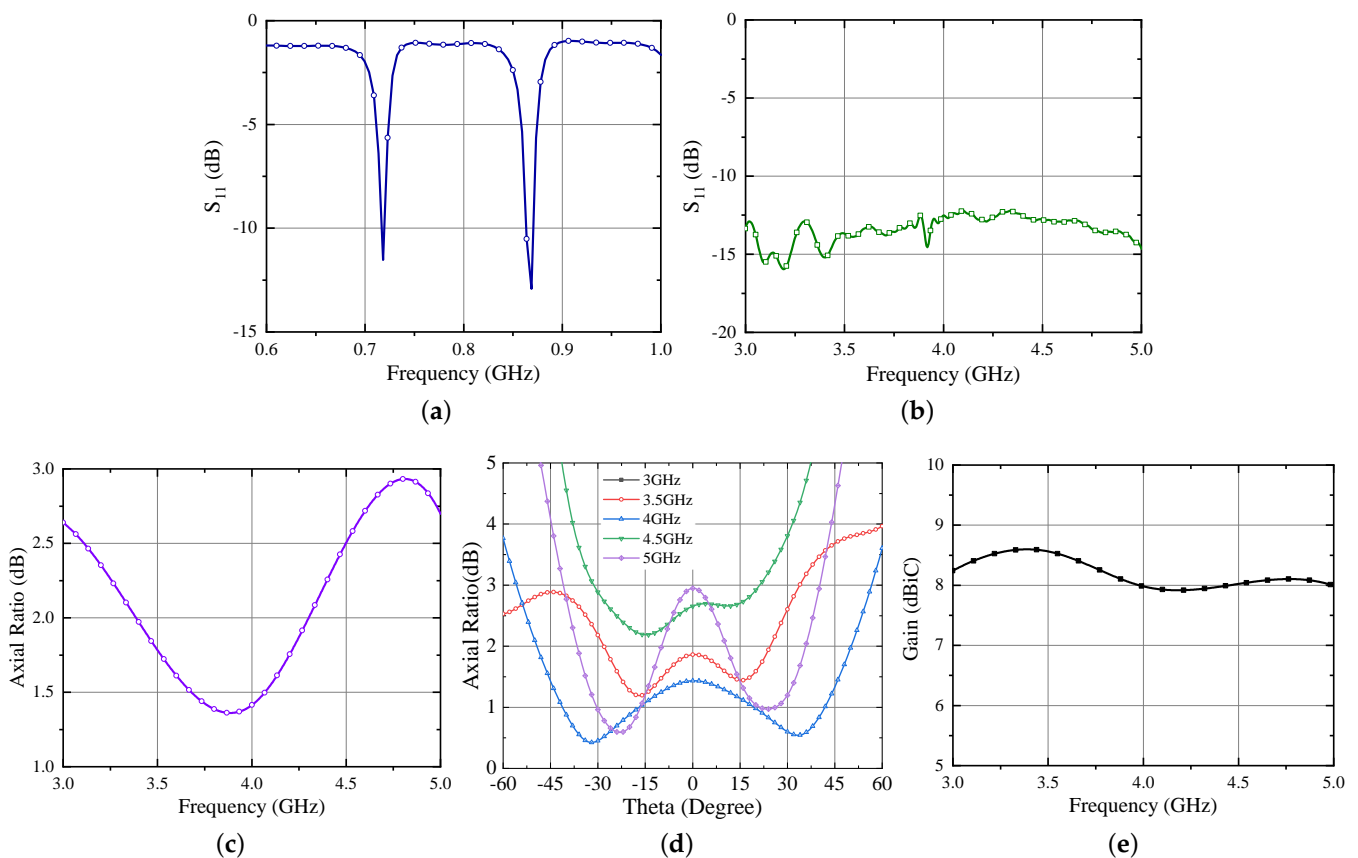 0
-5
-10
-15
S11 (dB)
0.6 0.7 0.8 0.9 1.0
Frequency (GHz)
(a)
0
-5
-10
-15
-20
S11 (dB)
3.0 3.5 4.0 4.5 5.0
Frequency (GHz)
(b)
3.0
2.5
2.0
1.5
1.0
Axial Ratio (dB)
3.0 3.5 4.0 4.5 5.0
Frequency (GHz)
(c)
5
4
3
2
1
0
Axial Ratio(dB)
3GHz
3.5GHz
4GHz
4.5GHz
5GHz
-60 -45 -30 -15 0 15 30 45 60
Theta (Degree)
(d)
10
9
8
7
6
5
Gain (dBiC)
3.0 3.5 4.0 4.5 5.0
Frequency (GHz)
(e)